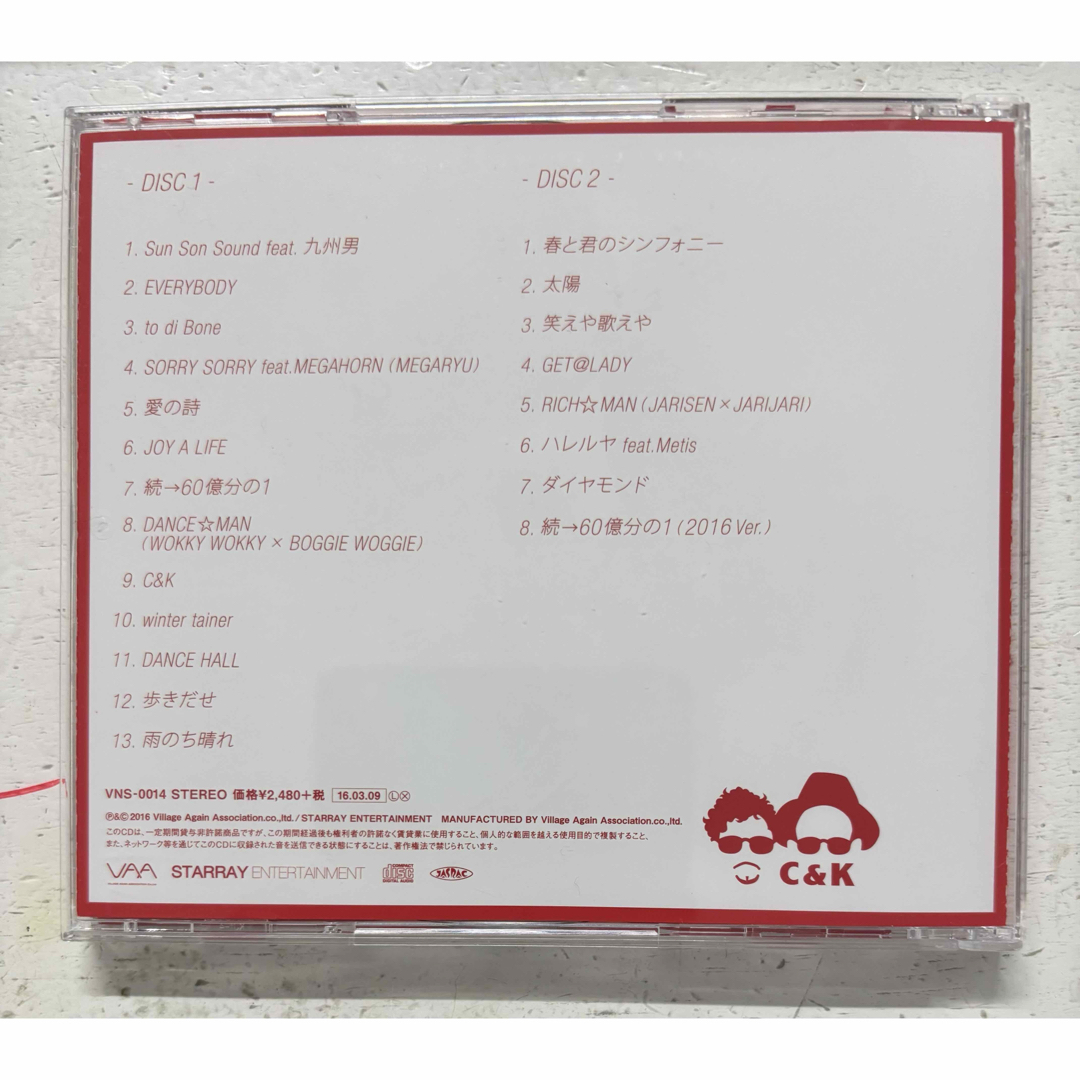 - DISC 1 -
1. Sun Son Sound feat. 九州男
2. EVERYBODY
3. to di Bone
4. SORRY SORRY feat.MEGAHORN (MEGARYU)
5. 愛の詩
6. JOY A LIFE
7. 続→60億分の1
8. DANCE☆MAN
(WOKKY WOKKY × BOGGIE WOGGIE)
9. C&K
10. winter tainer
11. DANCE HALL
12. 歩きだせ
13. 雨のち晴れ
- DISC 2 -
1. 春と君のシンフォニー
2. 太陽
3. 笑えや歌えや
4. GET@LADY
5. RICH☆MAN (JARISEN×JARIJARI)
6. ハレルヤ feat.Metis
7. ダイヤモンド
8. 続→60億分の1 (2016 Ver.)
VNS-0014 STEREO 価格¥2,480+税 16.03.09 ⓁⓍ
℗&©2016 Village Again Association.co.,ltd. / STARRAY ENTERTAINMENT MANUFACTURED BY Village Again Association.co.,ltd.
このCDは、一定期間貸与非許諾商品ですが、この期間経過後も権利者の許諾なく賃貸業に使用すること、個人的な範囲を越える使用目的で複製すること、
また、ネットワーク等を通じてこのCDに収録された音を送信できる状態にすることは、著作権法で禁じられています。
VAA STARRAY ENTERTAINMENT COMPACT disc DIGITAL AUDIO JASRAC
C&K